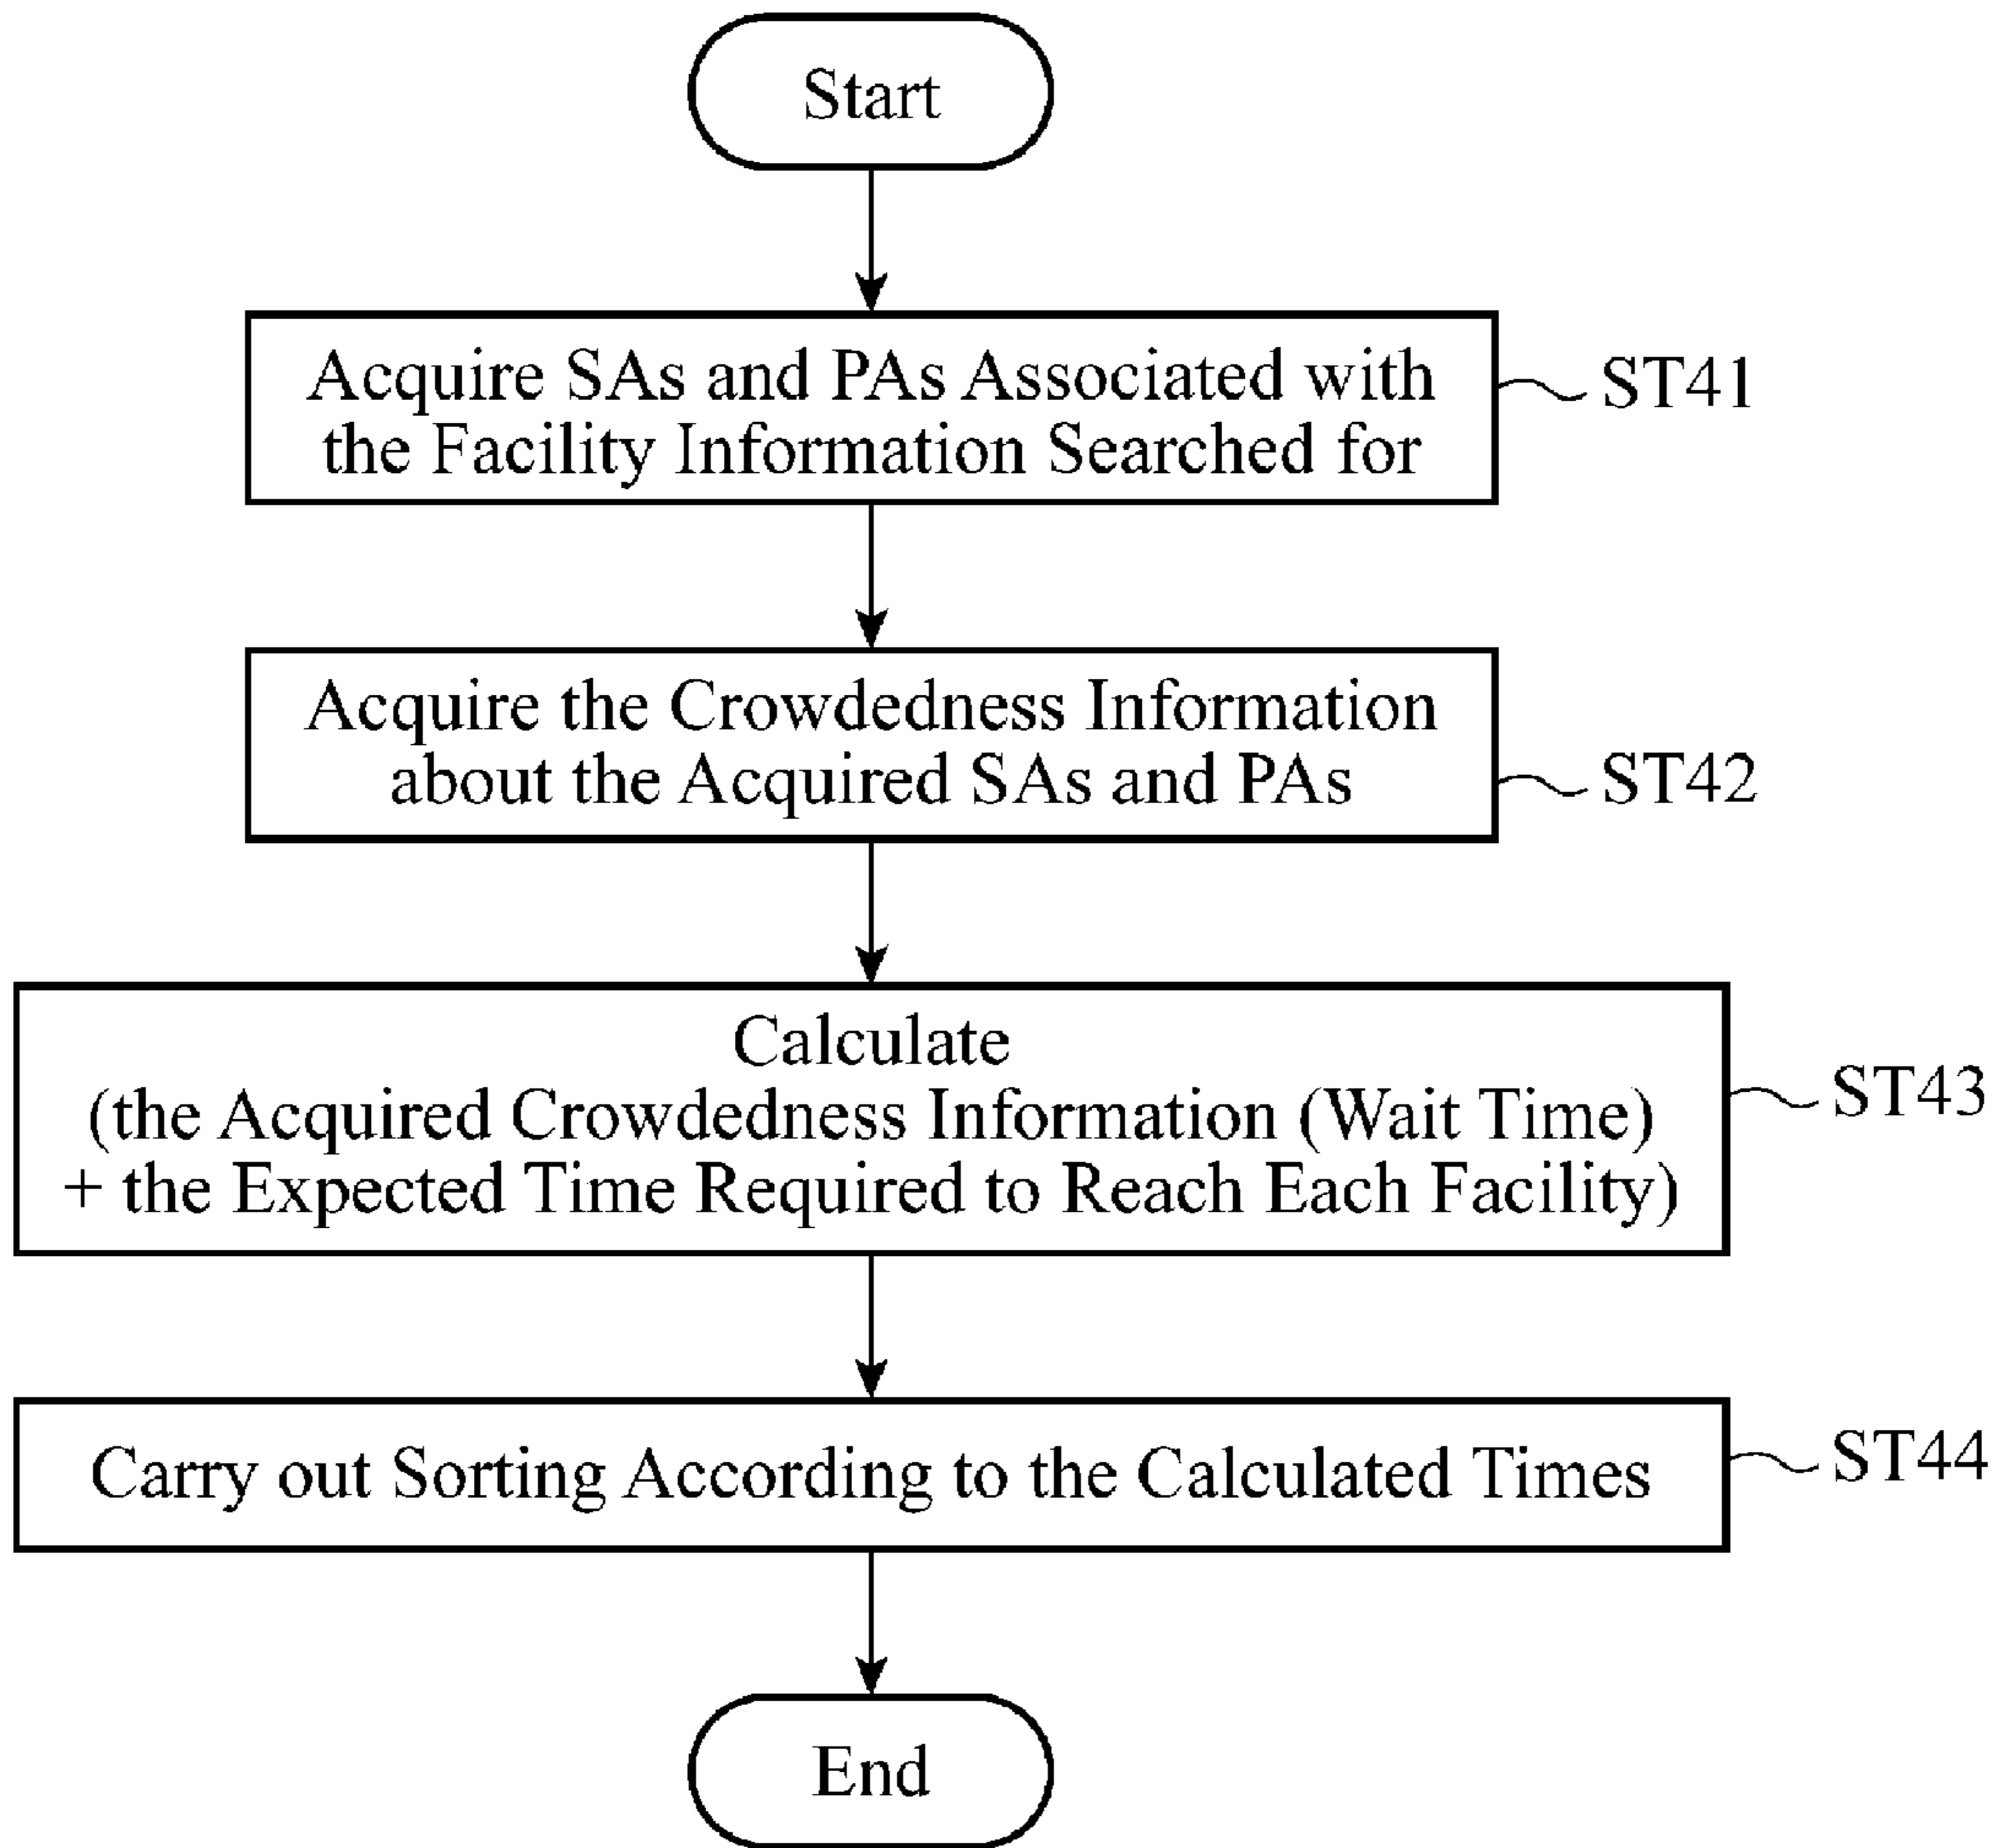 Start
Acquire SAs and PAs Associated with
the Facility Information Searched for
ST41
Acquire the Crowdedness Information
about the Acquired SAs and PAs
ST42
Calculate
(the Acquired Crowdedness Information (Wait Time)
+ the Expected Time Required to Reach Each Facility)
ST43
Carry out Sorting According to the Calculated Times
ST44
End